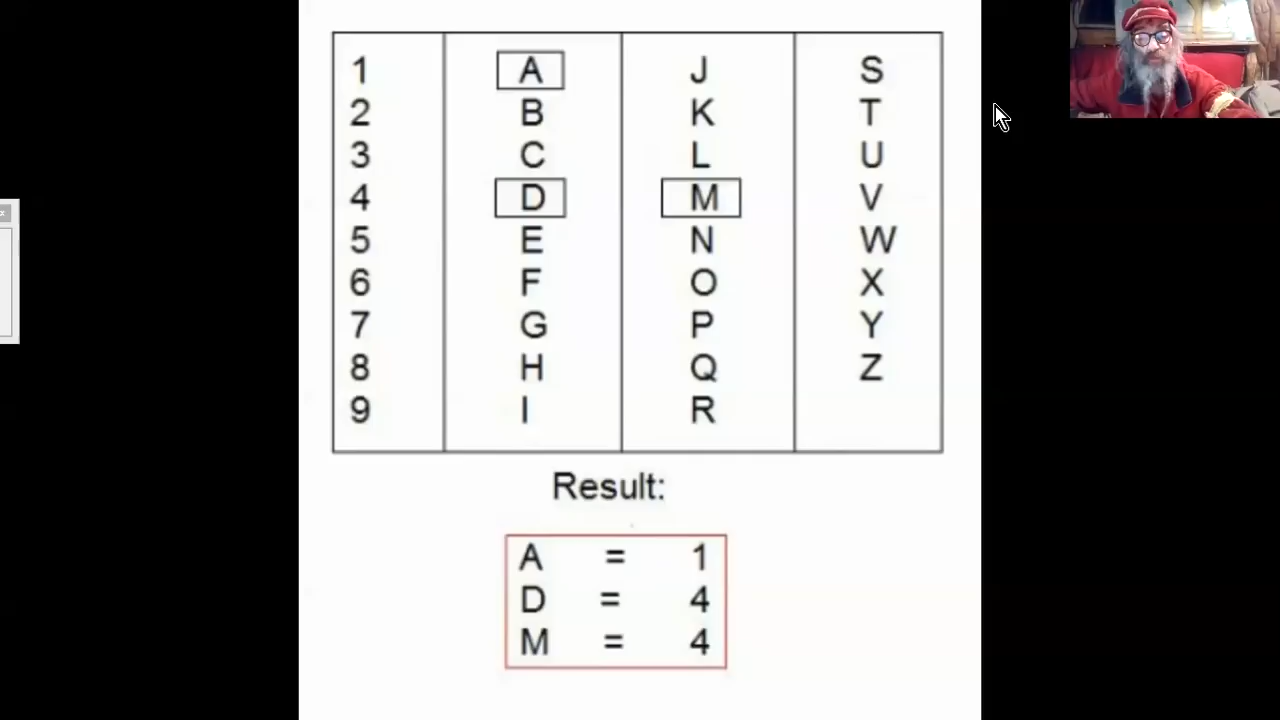 1 A J S
2 B K T
3 C L U
4 D M V
5 E N W
6 F O X
7 G P Y
8 H Q Z
9 I R
Result:
A = 1
D = 4
M = 4
x